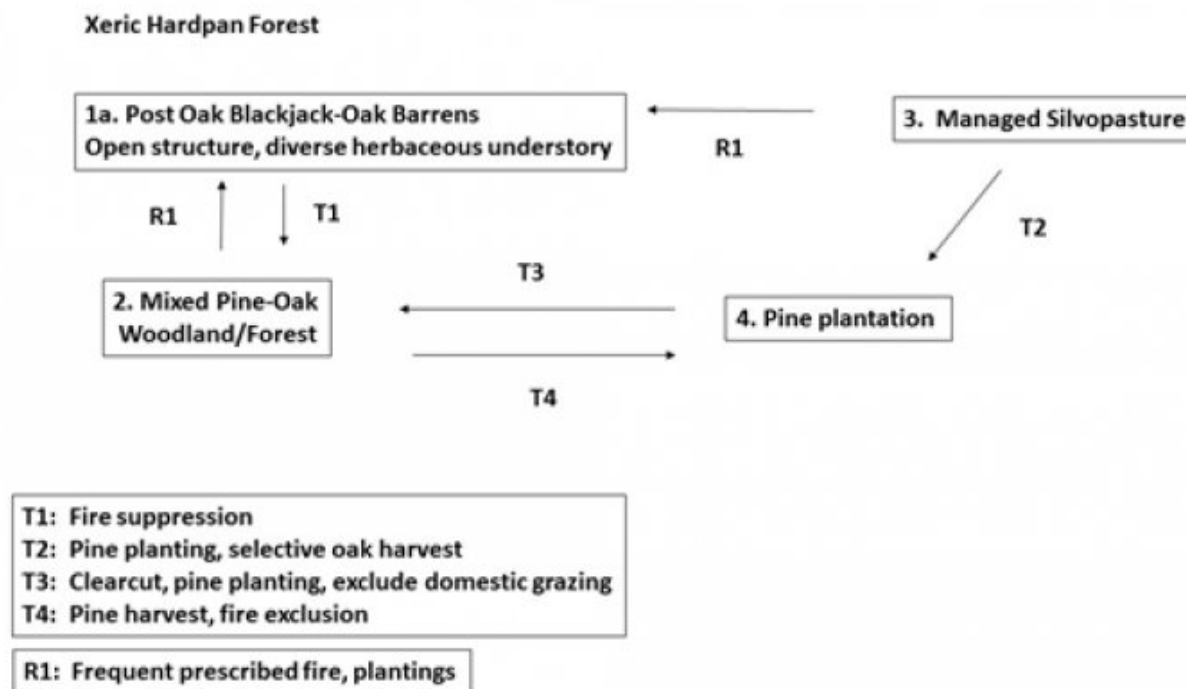 Xeric Hardpan Forest
1a. Post Oak Blackjack-Oak Barrens
Open structure, diverse herbaceous understory
R1
3. Managed Silvopasture
R1
T1
T2
T3
2. Mixed Pine-Oak
Woodland/Forest
4. Pine plantation
T4
T1: Fire suppression
T2: Pine planting, selective oak harvest
T3: Clearcut, pine planting, exclude domestic grazing
T4: Pine harvest, fire exclusion
R1: Frequent prescribed fire, plantings